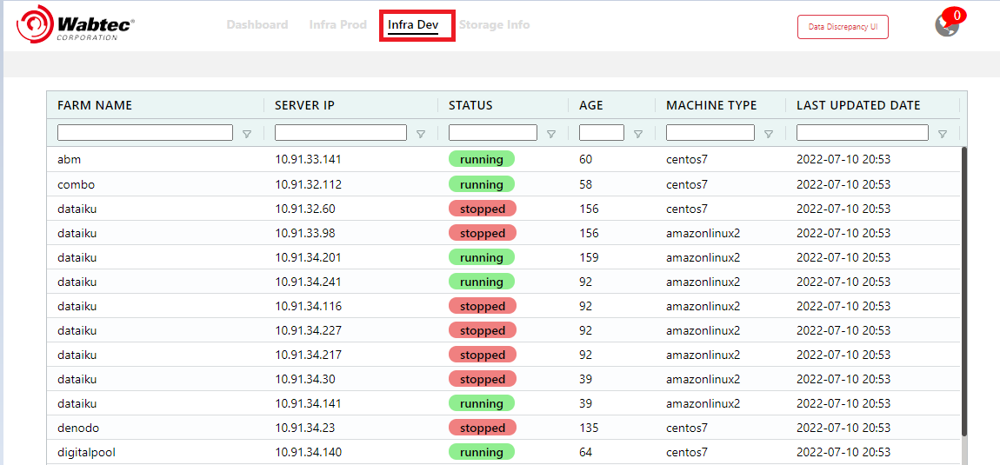 Wabtec® CORPORATION Dashboard Infra Prod Infra Dev Storage Info Data Discrepancy UI 0
FARM NAME SERVER IP STATUS AGE MACHINE TYPE LAST UPDATED DATE
abm 10.91.33.141 running 60 centos7 2022-07-10 20:53
combo 10.91.32.112 running 58 centos7 2022-07-10 20:53
dataiku 10.91.32.60 stopped 156 centos7 2022-07-10 20:53
dataiku 10.91.33.98 stopped 156 amazonlinux2 2022-07-10 20:53
dataiku 10.91.34.201 running 159 amazonlinux2 2022-07-10 20:53
dataiku 10.91.34.241 running 92 amazonlinux2 2022-07-10 20:53
dataiku 10.91.34.116 stopped 92 amazonlinux2 2022-07-10 20:53
dataiku 10.91.34.227 stopped 92 amazonlinux2 2022-07-10 20:53
dataiku 10.91.34.217 stopped 92 amazonlinux2 2022-07-10 20:53
dataiku 10.91.34.30 stopped 39 amazonlinux2 2022-07-10 20:53
dataiku 10.91.34.141 running 39 amazonlinux2 2022-07-10 20:53
denodo 10.91.34.23 stopped 135 centos7 2022-07-10 20:53
digitalpool 10.91.34.140 running 64 centos7 2022-07-10 20:53